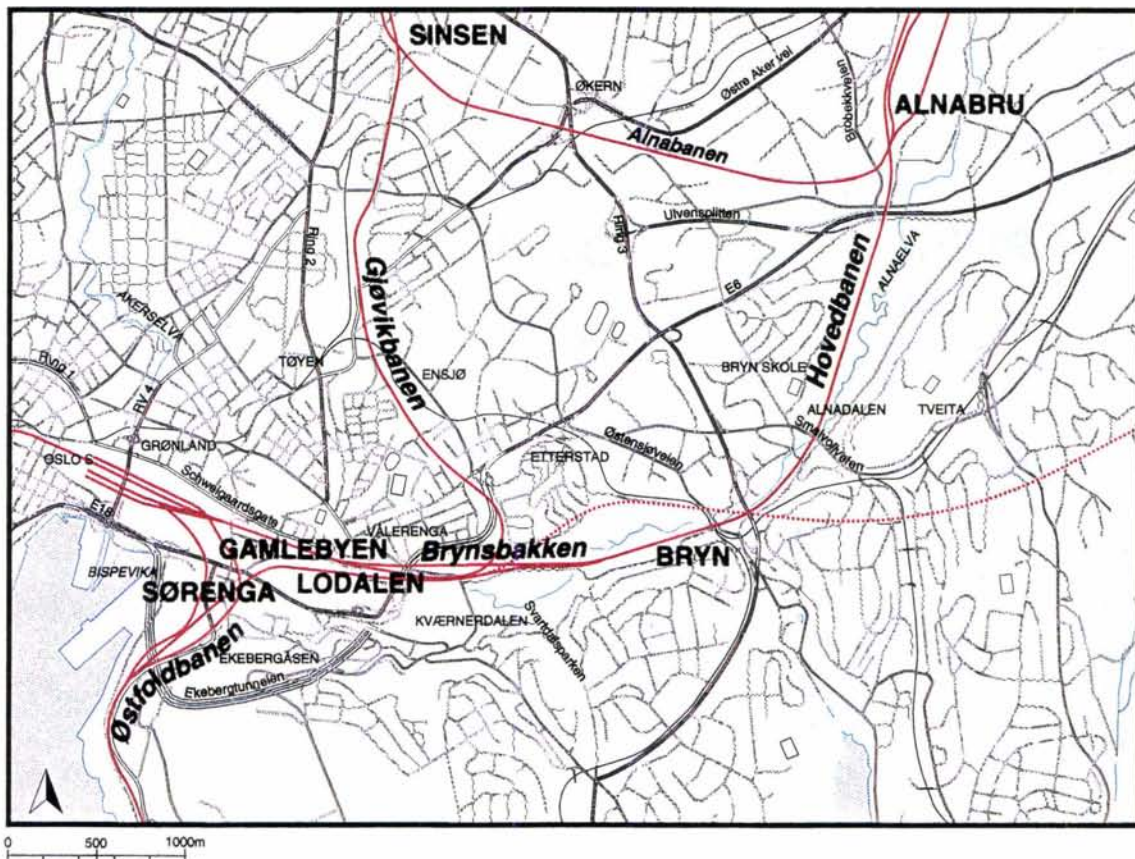 SINSEN
ØKERN
Østre Aker vei
Brobekkveien
ALNABRU
Alnabanen
Ring 2
Ulvensplitten
Ring 3
Gjøvikbanen
E6
ALNAELVA
Hovedbanen
AKERSELVA
Ring 1
RV 4
TØYEN
ENSJØ
BRYN SKOLE
ALNADALEN
TVEITA
Smalvollveien
GRØNLAND
OSLO S
Østensjøveien
ETTERSTAD
Schweigaardsgate
E18
VÅLERENGA
GAMLEBYEN
Brynsbakken
BRYN
BISPEVIKA
SØRENGA
LODALEN
KVÆRNERDALEN
Svartdalsparken
Østfoldbanen
EKEBERGÅSEN
Ekebergtunnelen
0 500 1000m